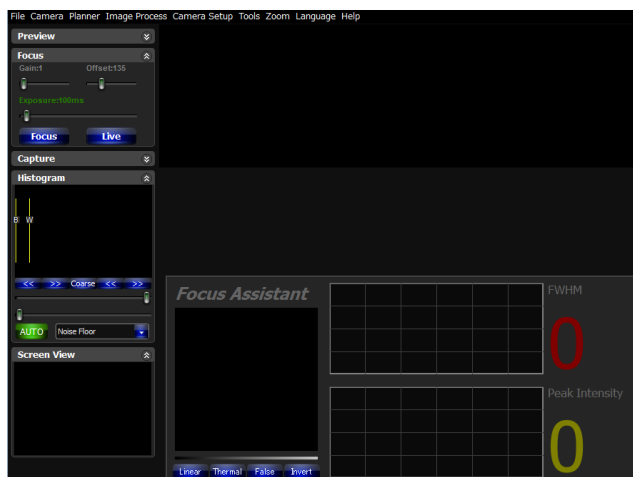 File Camera Planner Image Process Camera Setup Tools Zoom Language Help
Preview
Focus
Gain:1 Offset:135
Exposure:100ms
Focus Live
Capture
Histogram
B W
<< >> Coarse << >>
AUTO Noise Floor
Screen View
Focus Assistant
FWHM
0
Peak Intensity
0
Linear Thermal False Invert